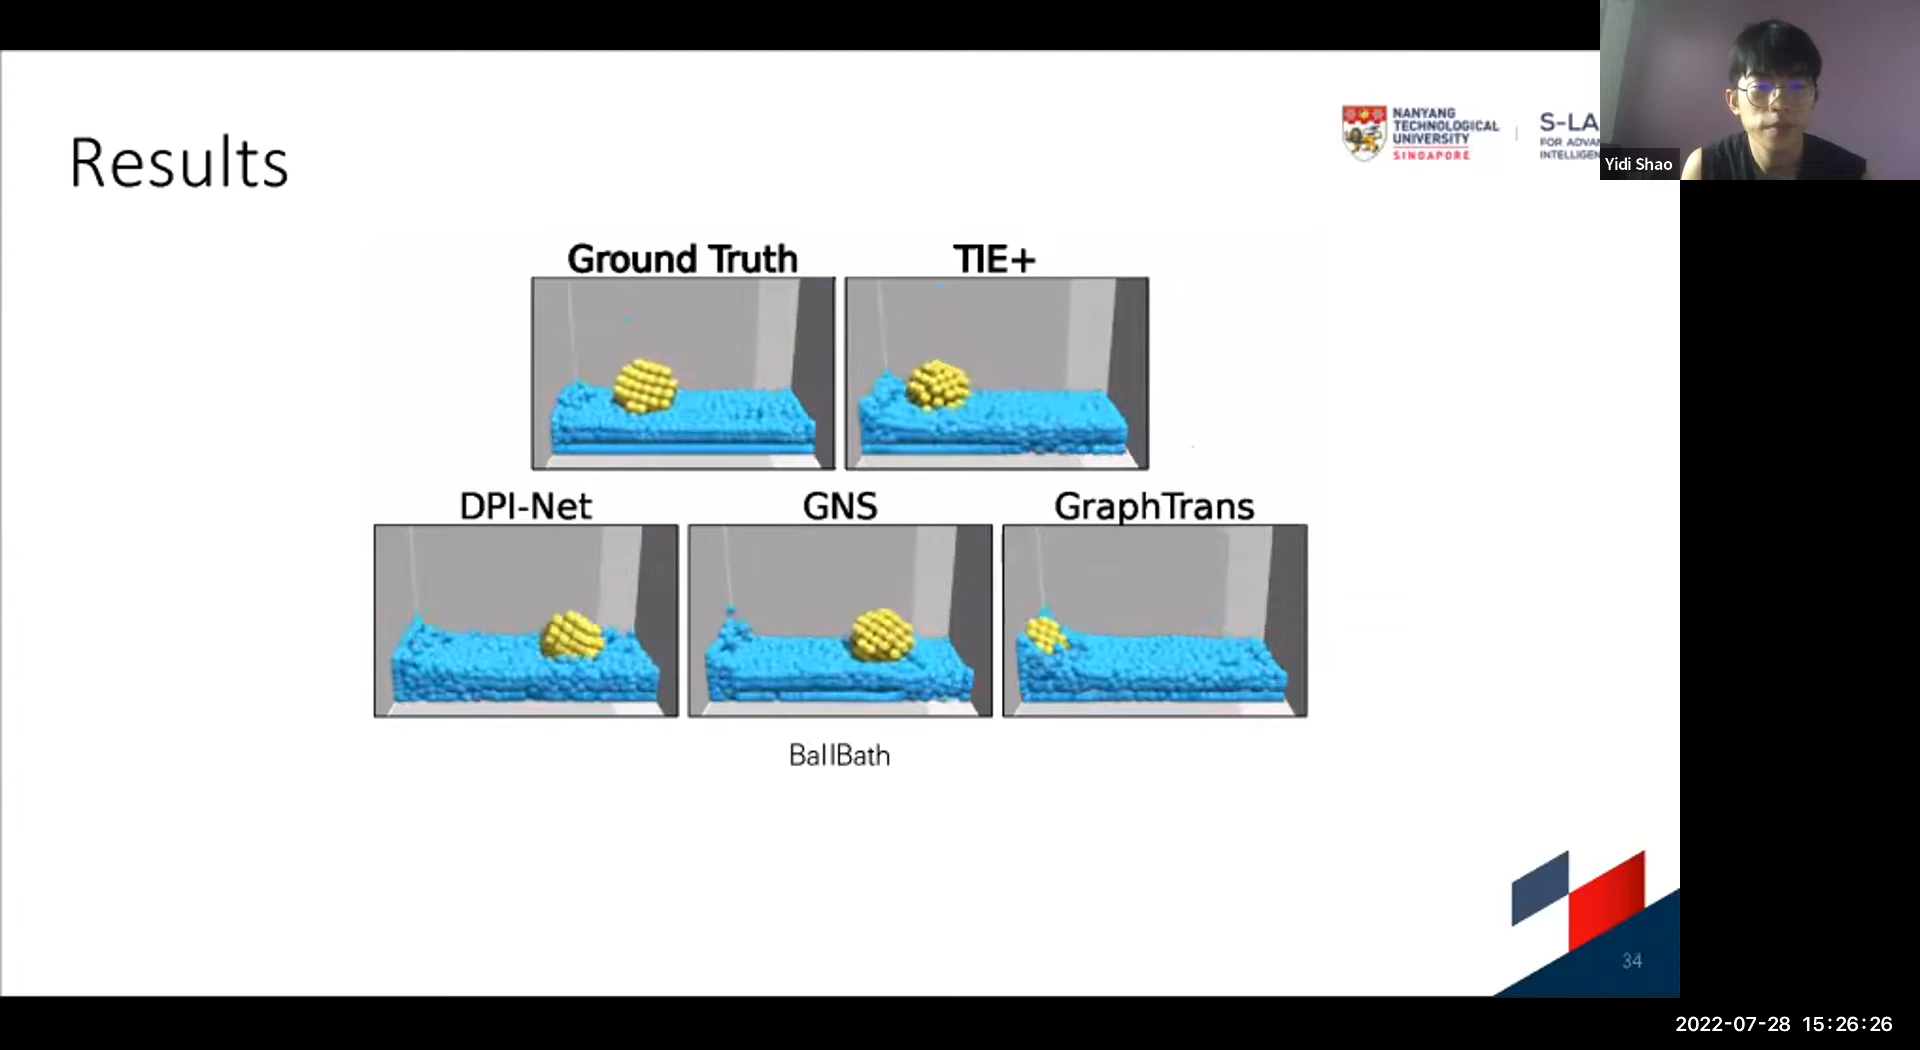 Results
NANYANG
TECHNOLOGICAL
UNIVERSITY
SINGAPORE
S-LA
FOR ADVAN
INTELLIGEN
Yidi Shao
Ground Truth
TIE+
DPI-Net
GNS
GraphTrans
BallBath
34
2022-07-28 15:26:26